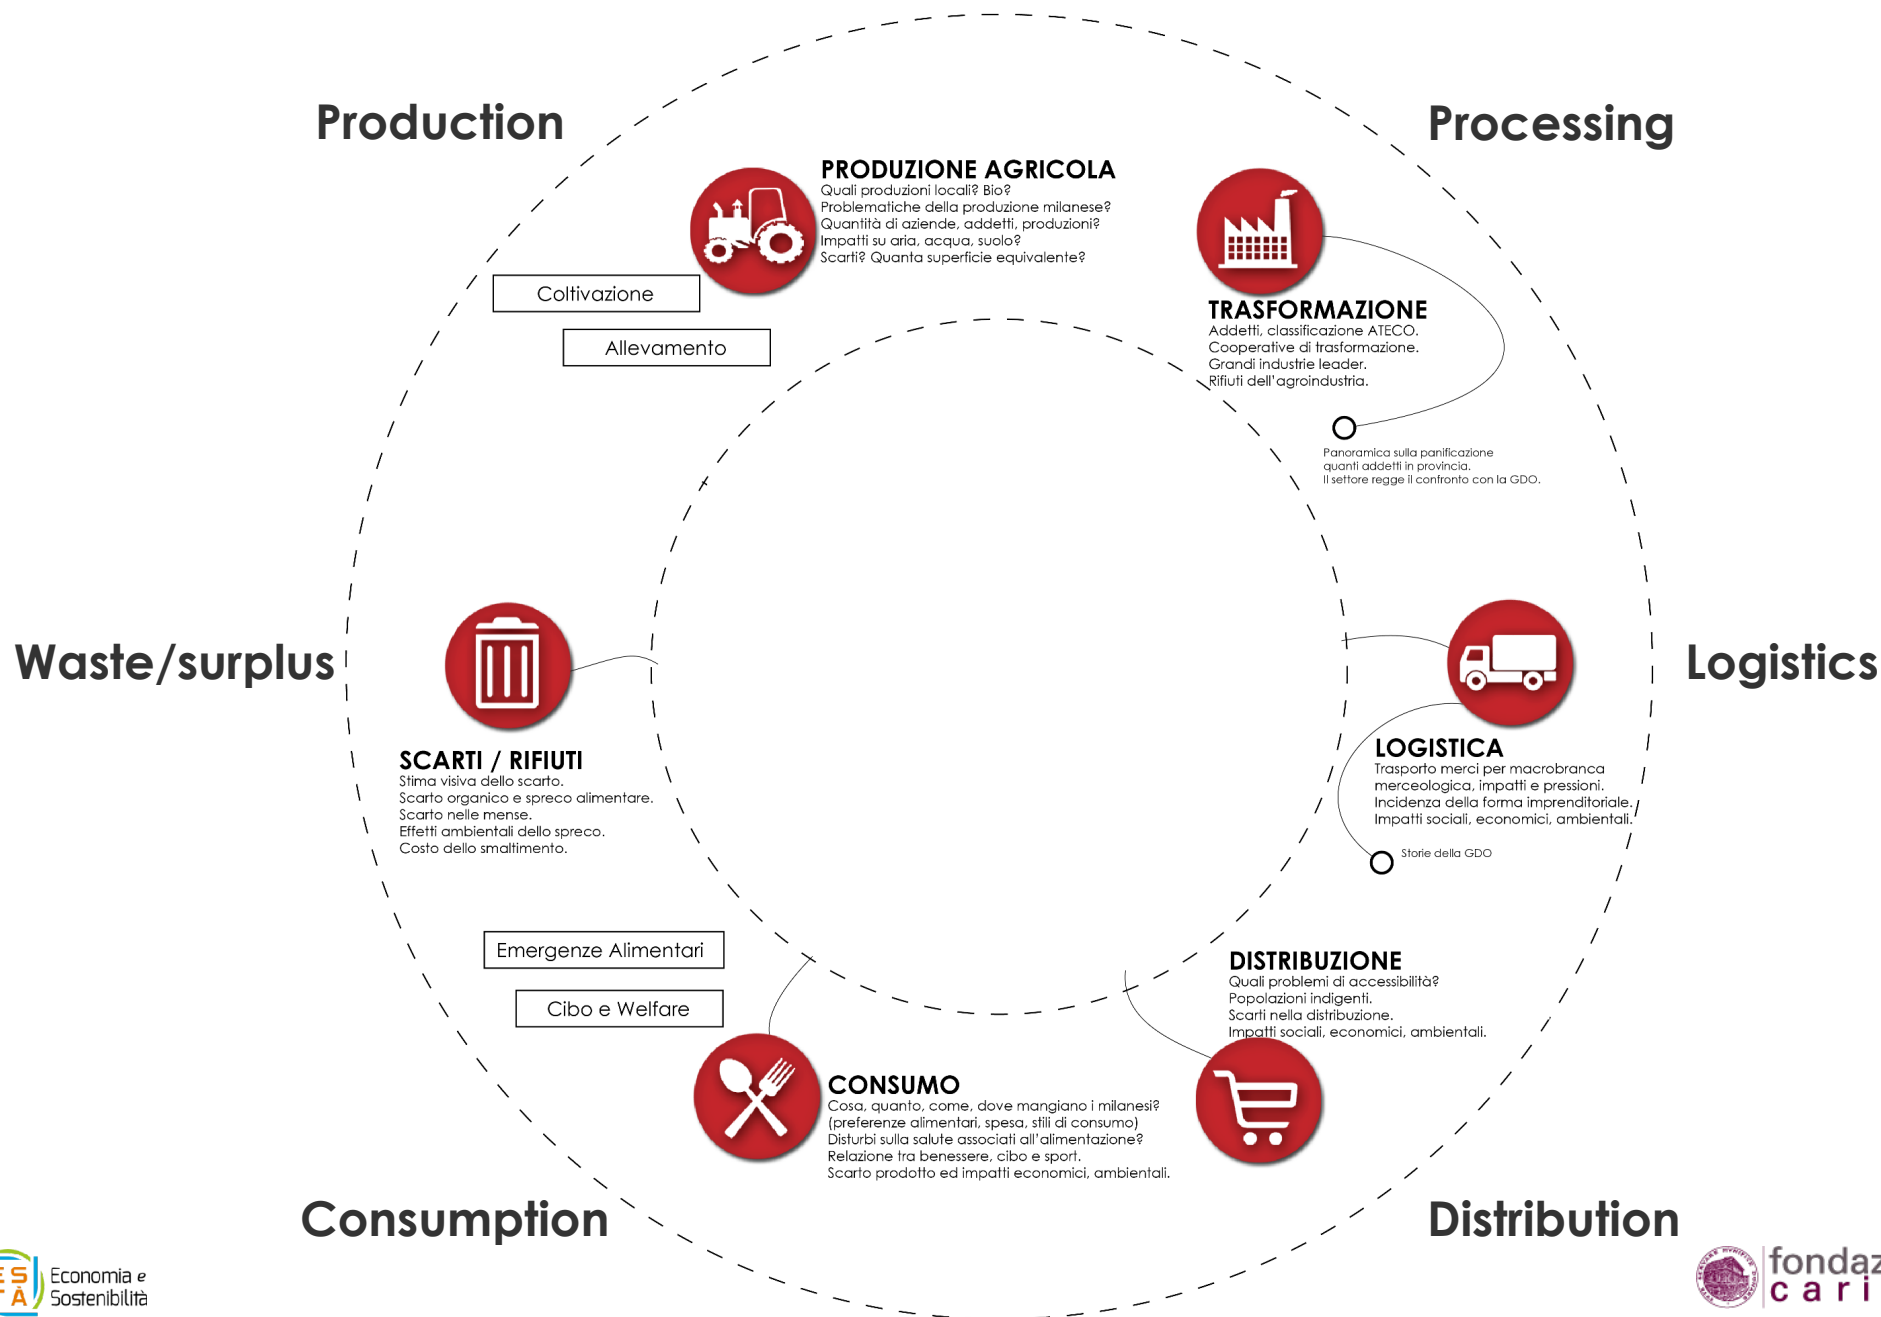 Production
Processing
PRODUZIONE AGRICOLA
Quali produzioni locali? Bio?
Problematiche della produzione milanese?
Quantità di aziende, addetti, produzioni?
Impatti su aria, acqua, suolo?
Scarti? Quanta superficie equivalente?
Coltivazione
Allevamento
TRASFORMAZIONE
Addetti, classificazione ATECO.
Cooperative di trasformazione.
Grandi industrie leader.
Rifiuti dell'agroindustria.
Panoramica sulla panificazione
quanti addetti in provincia.
Il settore regge il confronto con la GDO.
Waste/surplus
Logistics
SCARTI / RIFIUTI
Stima visiva dello scarto.
Scarto organico e spreco alimentare.
Scarto nelle mense.
Effetti ambientali dello spreco.
Costo dello smaltimento.
LOGISTICA
Trasporto merci per macrobranca
merceologica, impatti e pressioni.
Incidenza della forma imprenditoriale.
Impatti sociali, economici, ambientali.
Storie della GDO
Emergenze Alimentari
Cibo e Welfare
DISTRIBUZIONE
Quali problemi di accessibilità?
Popolazioni indigenti.
Scarti nella distribuzione.
Impatti sociali, economici, ambientali.
CONSUMO
Cosa, quanto, come, dove mangiano i milanesi?
(preferenze alimentari, spesa, stili di consumo)
Disturbi sulla salute associati all'alimentazione?
Relazione tra benessere, cibo e sport.
Scarto prodotto ed impatti economici, ambientali.
Consumption
Distribution
ES
TÀ
Economia e
Sostenibilità
fondaz
cari